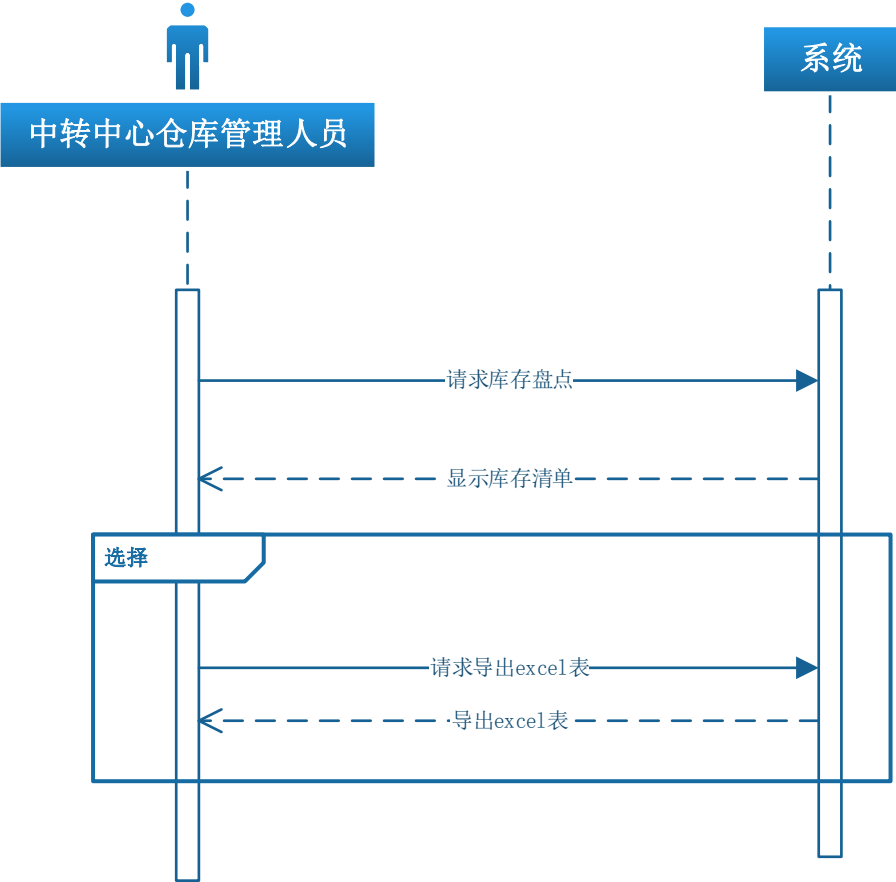 系统
中转中心仓库管理人员
请求库存盘点
显示库存清单
选择
请求导出excel表
导出excel表